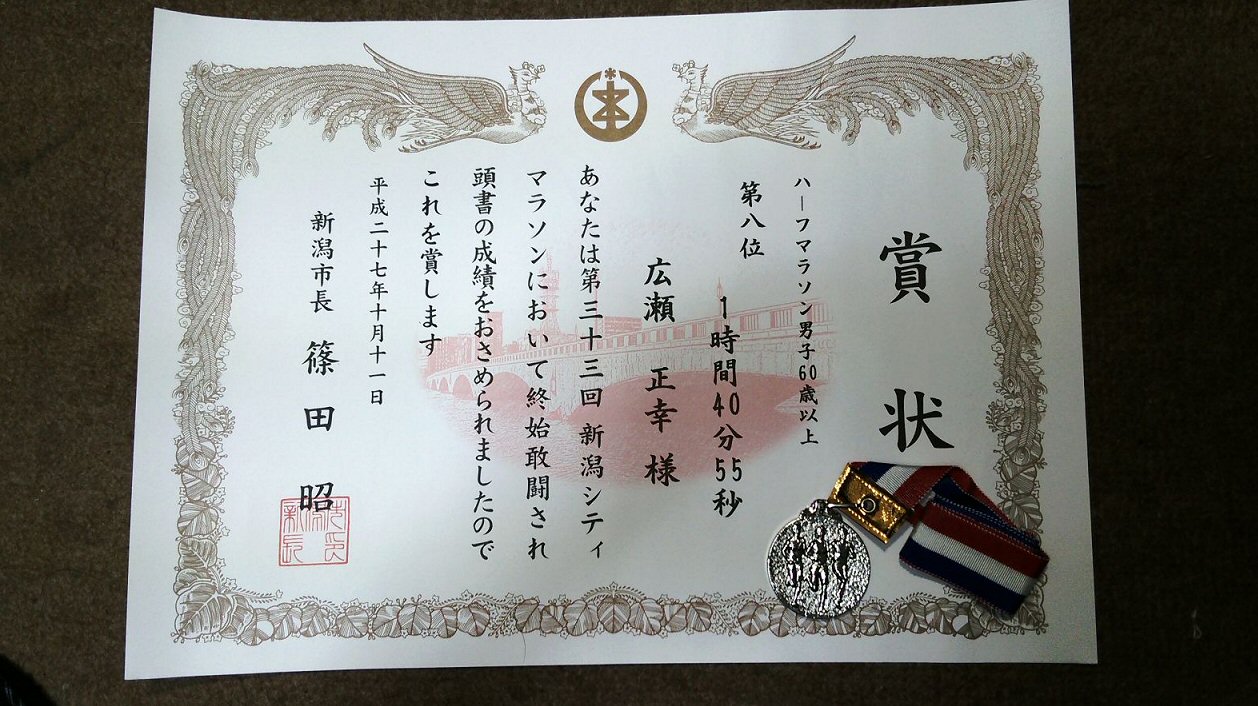 賞状
ハーフマラソン男子60歳以上
第八位
1時間40分55秒
広瀬 正幸 様
あなたは第三十三回 新潟シティ
マラソンにおいて終始敢闘され
頭書の成績をおさめられましたので
これを賞します
平成二十七年十月十一日
新潟市長 篠田 昭